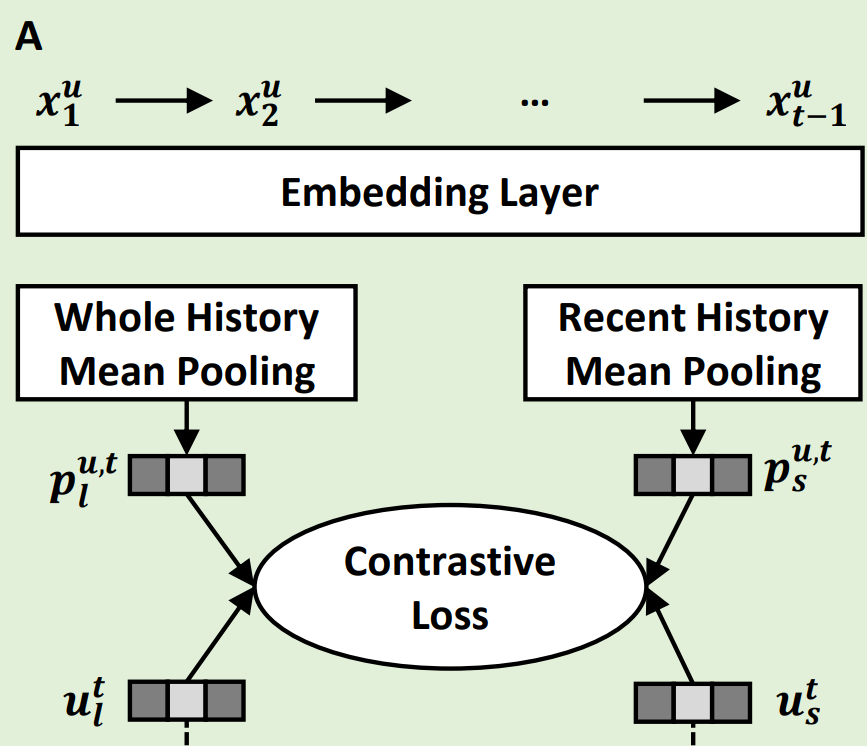 A
x_1^u x_2^u ... x_{t-1}^u
Embedding Layer
Whole History
Mean Pooling
Recent History
Mean Pooling
p_l^{u,t}
p_s^{u,t}
Contrastive
Loss
u_l^t
u_s^t